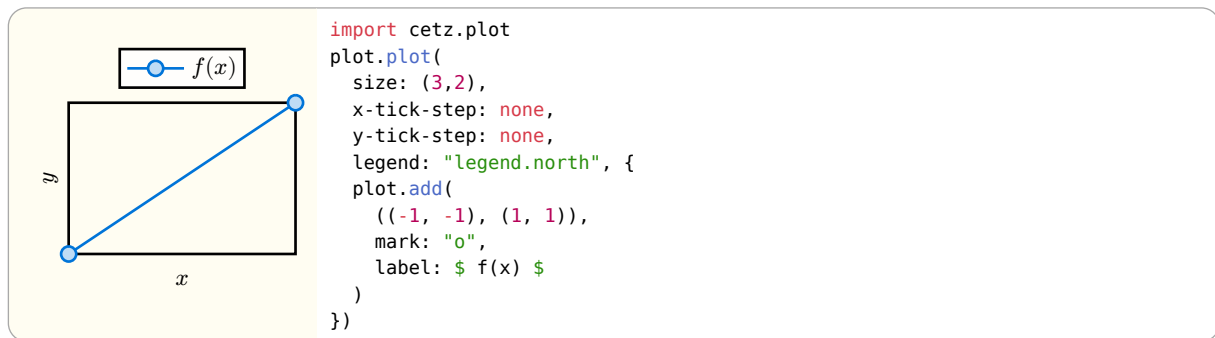 f(x)
y
x
import cetz.plot
plot.plot(
  size: (3,2),
  x-tick-step: none,
  y-tick-step: none,
  legend: "legend.north", {
  plot.add(
    ((-1, -1), (1, 1)),
    mark: "o",
    label: $ f(x) $
  )
})